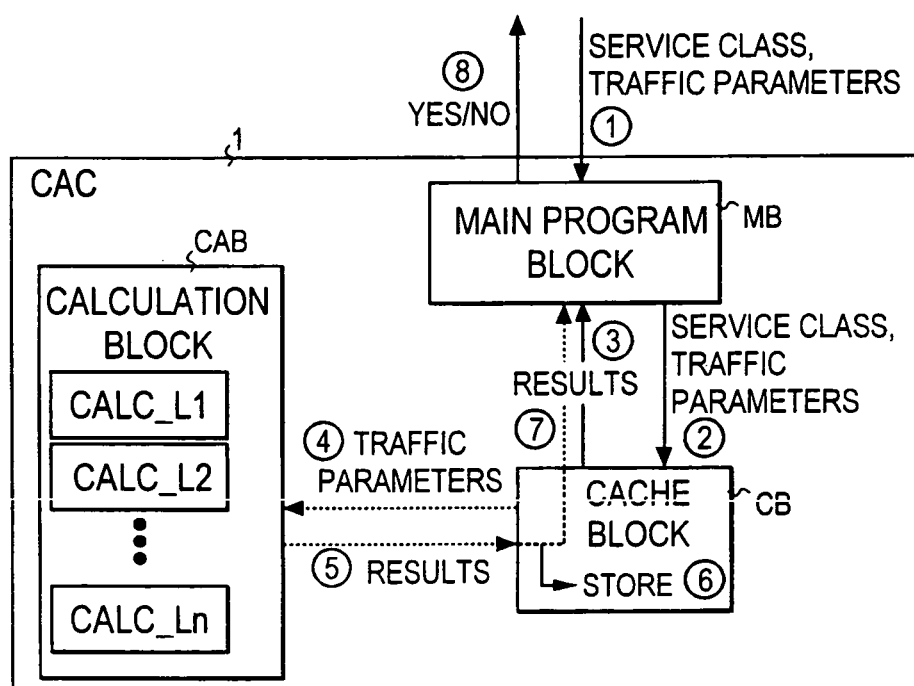 SERVICE CLASS,
TRAFFIC PARAMETERS
8
YES/NO
1
1
CAC
MAIN PROGRAM
BLOCK
MB
CAB
CALCULATION
BLOCK
CALC_L1
CALC_L2
CALC_Ln
3
RESULTS
7
SERVICE CLASS,
TRAFFIC
PARAMETERS
2
4 TRAFFIC
PARAMETERS
5 RESULTS
CACHE
BLOCK
CB
STORE 6